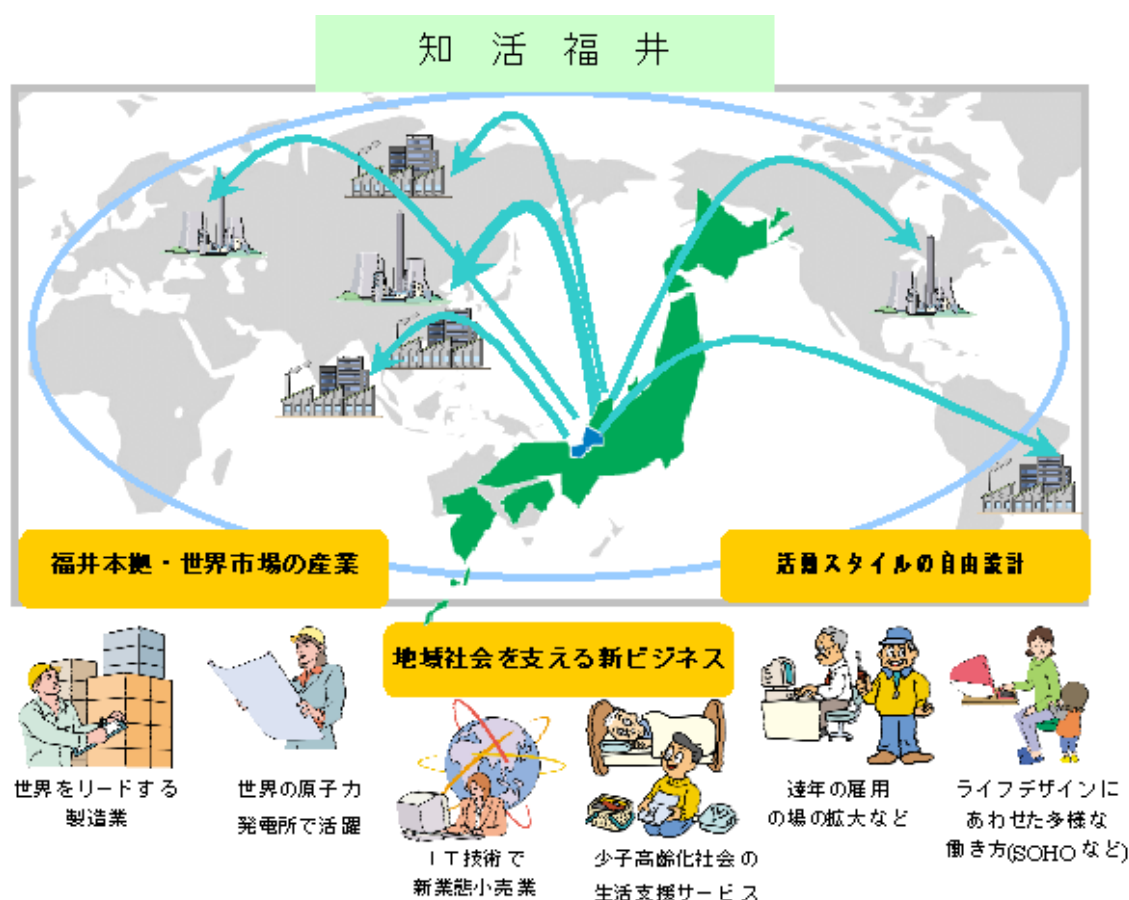 知活福井
福井本拠・世界市場の産業
活動スタイルの自由設計
地域社会を支える新ビジネス
世界をリードする
製造業
世界の原子力
発電所で活躍
IT技術で
新業態小売業
少子高齢化社会の
生活支援サービス
達年の雇用
の場の拡大など
ライフデザインに
あわせた多様な
働き方(SOHOなど)